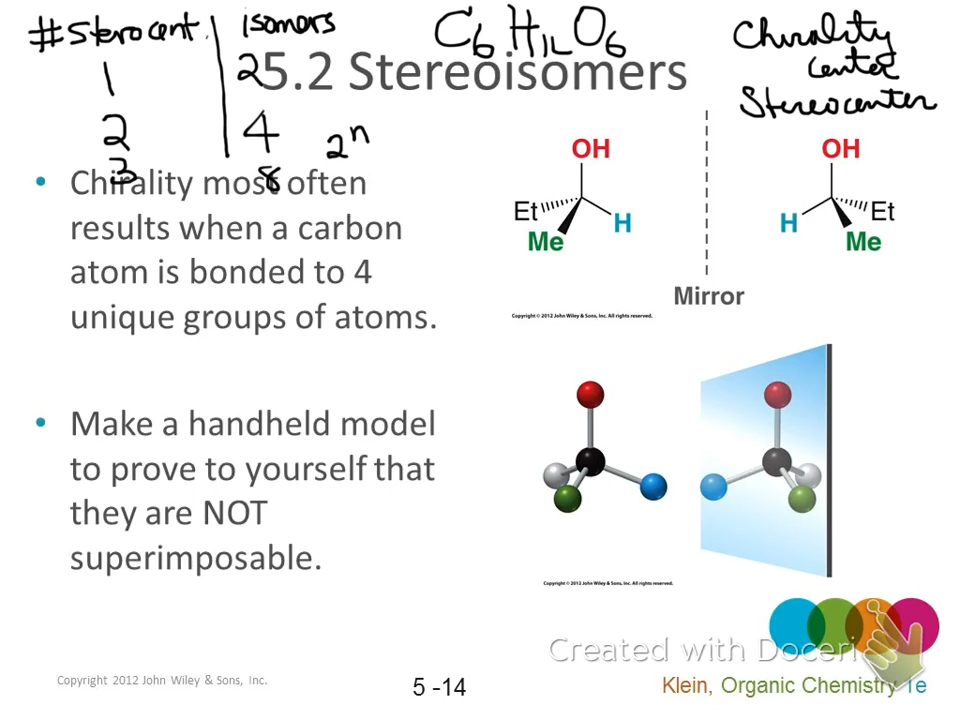 #Sterocent. isomers C6H12O6 Chirality
center
Stereocenter
1 2
2 4 2n
3 8
5.2 Stereoisomers
• Chirality most often
results when a carbon
atom is bonded to 4
unique groups of atoms.
• Make a handheld model
to prove to yourself that
they are NOT
superimposable.
OH OH
Et H H Et
Me Me
Mirror
Copyright © 2012 John Wiley & Sons, Inc. All rights reserved.
Copyright © 2012 John Wiley & Sons, Inc. All rights reserved.
Created with Doceri
Copyright 2012 John Wiley & Sons, Inc.
5 -14
Klein, Organic Chemistry 1e